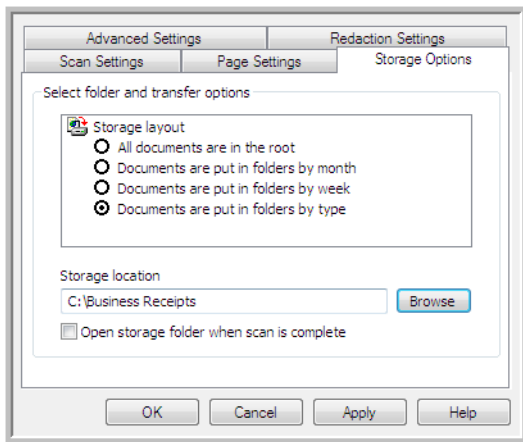 Advanced Settings Redaction Settings
Scan Settings Page Settings Storage Options
Select folder and transfer options
Storage layout
All documents are in the root
Documents are put in folders by month
Documents are put in folders by week
Documents are put in folders by type
Storage location
C:\Business Receipts Browse
Open storage folder when scan is complete
OK Cancel Apply Help